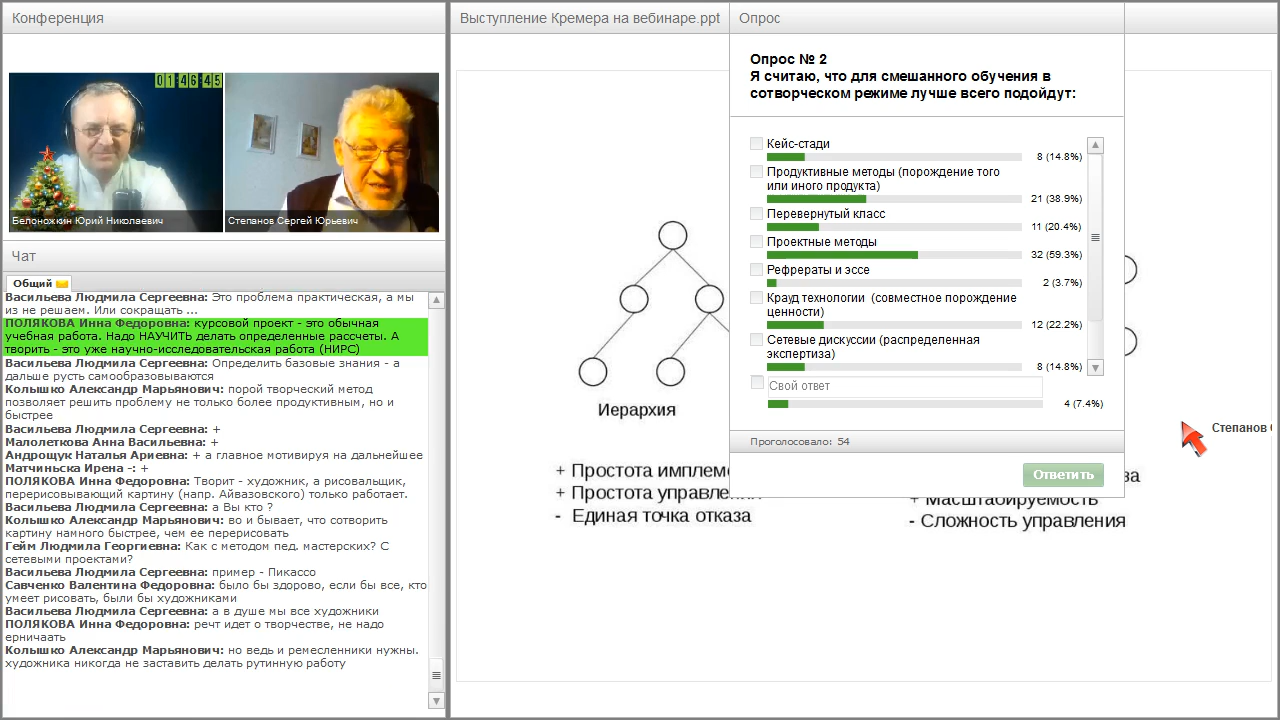 Конференция
01:46:45
Белоножкин Юрий Николаевич
Степанов Сергей Юрьевич
Чат
Общий
Васильева Людмила Сергеевна: Это проблема практическая, а мы
из не решаем. Или сокращать ...
ПОЛЯКОВА Инна Федоровна: курсовой проект - это обычная
учебная работа. Надо НАУЧИТЬ делать определенные рассчеты. А
творить - это уже научно-исследовательская работа (НИРС)
Васильева Людмила Сергеевна: Определить базовые знания - а
дальше русть самообразовываются
Колышко Александр Марьянович: порой творческий метод
позволяет решить проблему не только более продуктивным, но и
быстрее
Васильева Людмила Сергеевна: +
Малолеткова Анна Васильевна: +
Андрощук Наталья Ариевна: + а главное мотивируя на дальнейшее
Матчиньска Ирена -: +
ПОЛЯКОВА Инна Федоровна: Творит - художник, а рисовальщик,
перерисовывающий картину (напр. Айвазовского) только работает.
Васильева Людмила Сергеевна: а Вы кто ?
Колышко Александр Марьянович: во и бывает, что сотворить
картину намного быстрее, чем ее перерисовать
Гейм Людмила Георгиевна: Как с методом пед. мастерских? С
сетевыми проектами?
Васильева Людмила Сергеевна: пример - Пикассо
Савченко Валентина Федоровна: было бы здорово, если бы все, кто
умеет рисовать, были бы художниками
Васильева Людмила Сергеевна: а в душе мы все художники
ПОЛЯКОВА Инна Федоровна: речт идет о творчестве, не надо
ерничаать
Колышко Александр Марьянович: но ведь и ремесленники нужны.
художника никогда не заставить делать рутинную работу
Выступление Кремера на вебинаре.ppt
Иерархия
+ Простота имплем
+ Простота управлен
- Единая точка отказа
за
+ Масштабируемость
- Сложность управления
Степанов
Опрос
Опрос № 2
Я считаю, что для смешанного обучения в
сотворческом режиме лучше всего подойдут:
Кейс-стади
8 (14.8%)
Продуктивные методы (порождение того
или иного продукта)
21 (38.9%)
Перевернутый класс
11 (20.4%)
Проектные методы
32 (59.3%)
Рефрераты и эссе
2 (3.7%)
Крауд технологии (совместное порождение
ценности)
12 (22.2%)
Сетевые дискуссии (распределенная
экспертиза)
8 (14.8%)
Свой ответ
4 (7.4%)
Проголосовало: 54
Ответить